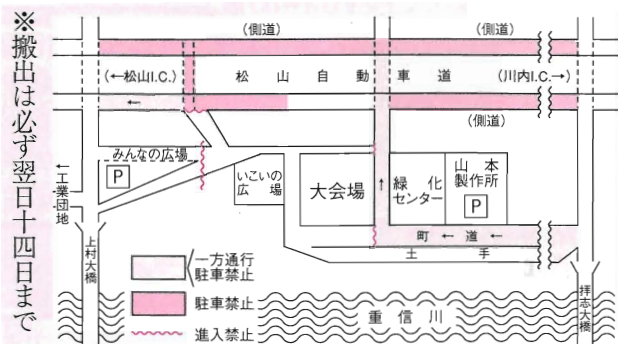 ※搬出は必ず翌日十四日まで
(側道)
(側道)
(←松山I.C.)
松山自動車道
(川内I.C.→)
←
(側道)
みんなの広場
P
←工業団地
いこいの
広場
大会場
↑
緑化
センター
山本
製作所
P
町←道←
土手
上村大橋
拝志大橋
重信川
一方通行
駐車禁止
駐車禁止
進入禁止